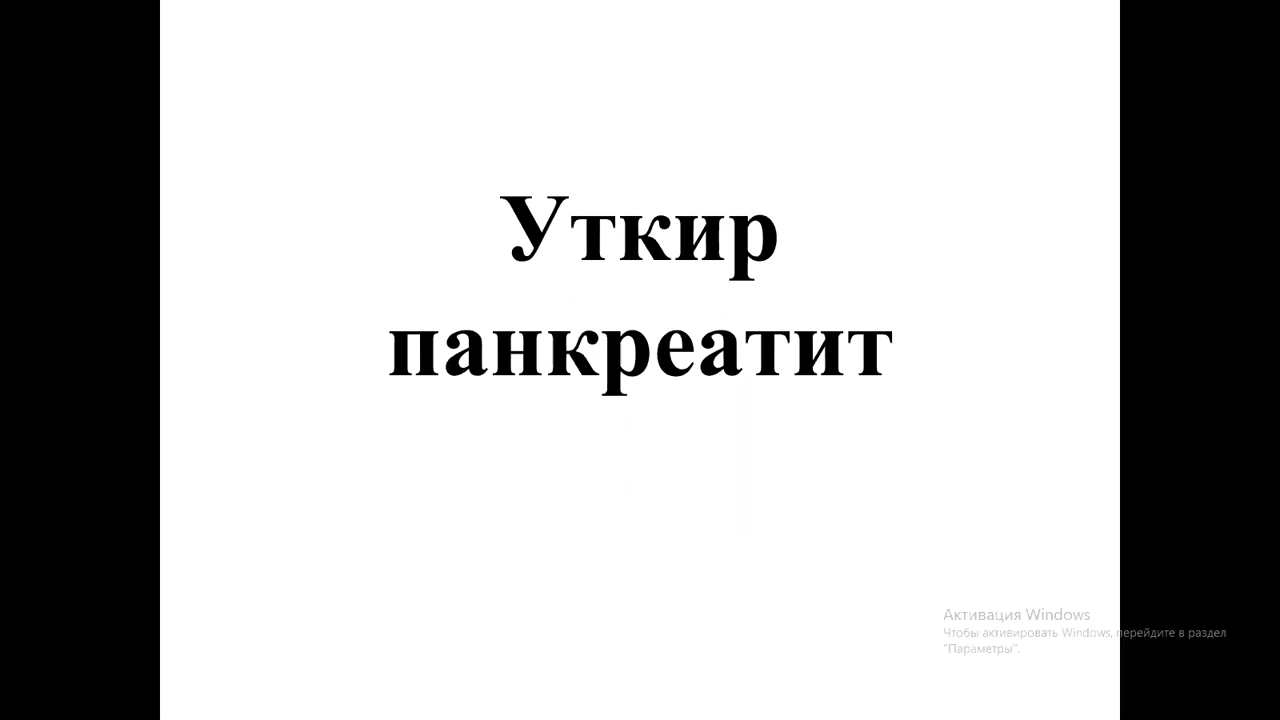 Уткир
панкреатит
Активация Windows
Чтобы активировать Windows, перейдите в раздел
"Параметры".